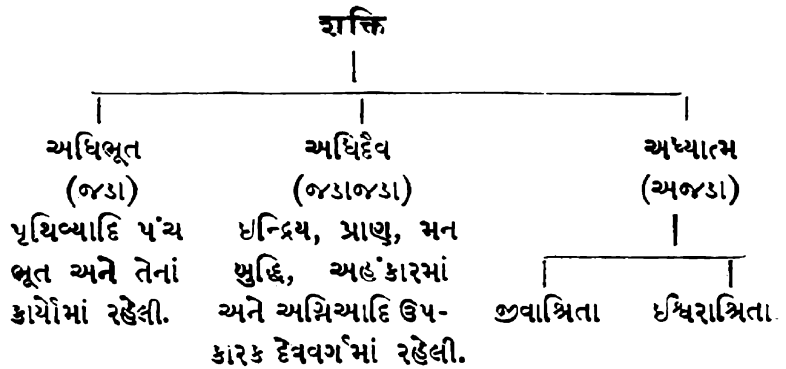 શક્તિ
અધિભૂત
(જડા)
પૃથિવ્યાદિ પંચ
ભૂત અને તેનાં
કાર્યોમાં રહેલી.
અધિદૈવ
(જડાજડા)
ઇન્દ્રિય, પ્રાણ, મન
બુદ્ધિ, અહંકારમાં
અને અગ્નિઆદિ ઉપ-
કારક દેવવર્ગમાં રહેલી.
અધ્યાત્મ
(અજડા)
જીવાશ્રિતા
ઈશ્વરાશ્રિતા